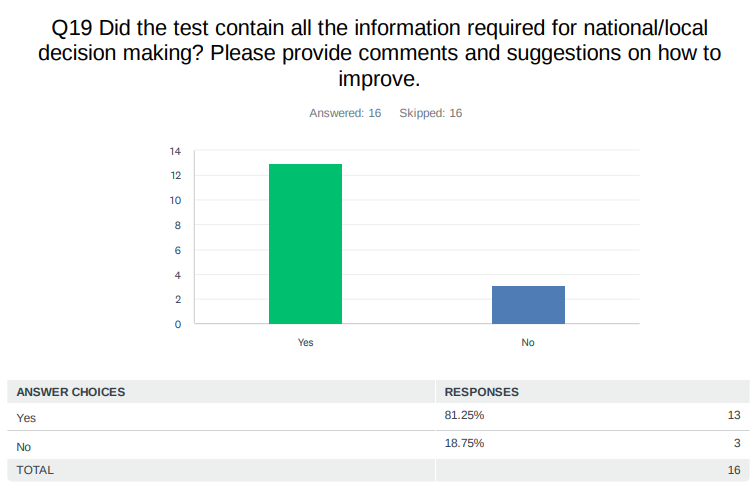 Q19 Did the test contain all the information required for national/local
decision making? Please provide comments and suggestions on how to
improve.
Answered: 16 Skipped: 16
14
12
10
8
6
4
2
0
Yes No
ANSWER CHOICES RESPONSES
Yes 81.25% 13
No 18.75% 3
TOTAL 16